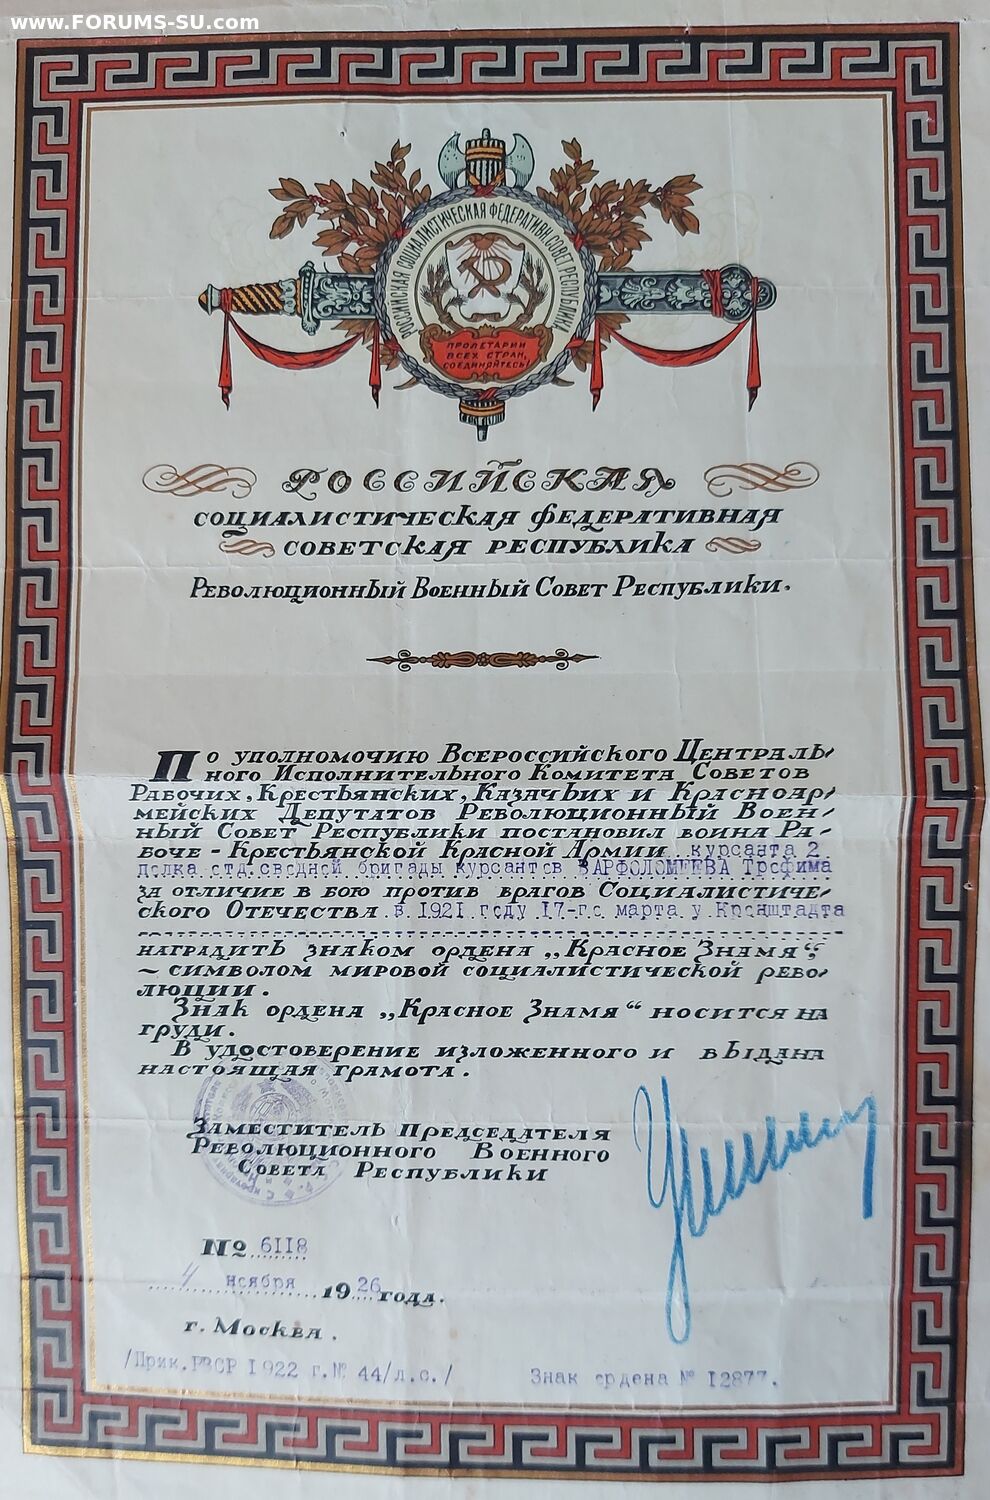 www.FORUMS-SU.com
РОССИЙСКАЯ СОЦИАЛИСТИЧЕСКАЯ ФЕДЕРАТИВН. СОВЕТ. РЕСПУБЛИКА
ПРОЛЕТАРИИ
ВСЕХ СТРАН,
СОЕДИНЯЙТЕСЬ!
РОССИЙСКАЯ
СОЦИАЛИСТИЧЕСКАЯ ФЕДЕРАТИВНАЯ
СОВЕТСКАЯ РЕСПУБЛИКА
Революционный Военный Совет Республики.
По уполномочию Всероссийского Централь-
ного Исполнительного Комитета Советов
Рабочих, Крестьянских, Казачьих и Красноар-
мейских Депутатов Революционный Воен-
ный Совет Республики постановил воина Ра-
боче-Крестьянской Красной Армии курсанта 2
полка отд.сводной бригады курсантов ВАРФОЛОМЕЕВА Трофима
за отличие в бою против врагов Социалистиче-
ского Отечества в 1921 году 17-го марта у Кронштадта
наградить знаком ордена „Красное Знамя“
— символом мировой социалистической рево-
люции.
Знак ордена „Красное Знамя“ носится на
груди.
В удостоверение изложенного и выдана
настоящая грамота.
Заместитель Председателя
Революционного Военного
Совета Республики
№ 6118
4 ноября 1926 года.
г. Москва.
/Прик.РВСР 1922 г.№ 44/л.с./ Знак ордена № 12877.